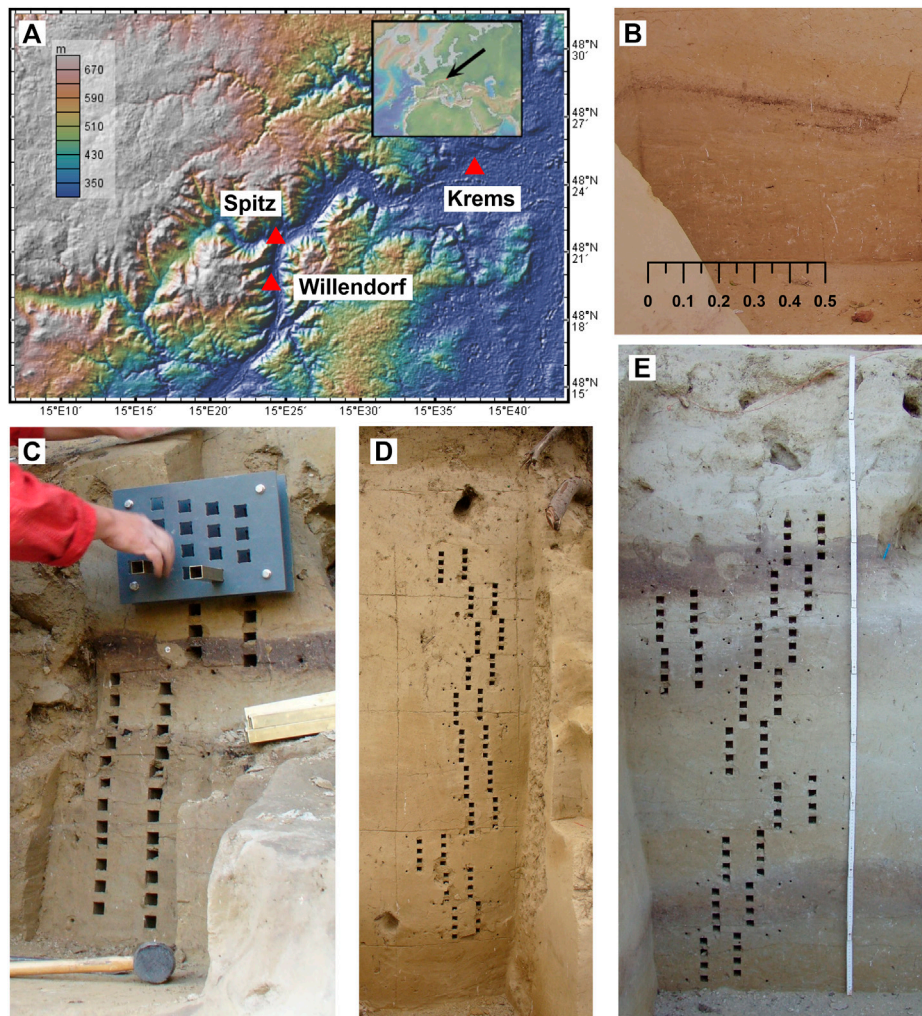 A
m
670
590
510
430
350
Spitz
Willendorf
Krems
48°N
30′
48°N
27′
48°N
24′
48°N
21′
48°N
18′
48°N
15′
15°E10′
15°E15′
15°E20′
15°E25′
15°E30′
15°E35′
15°E40′
B
0 0.1 0.2 0.3 0.4 0.5
C
D
E